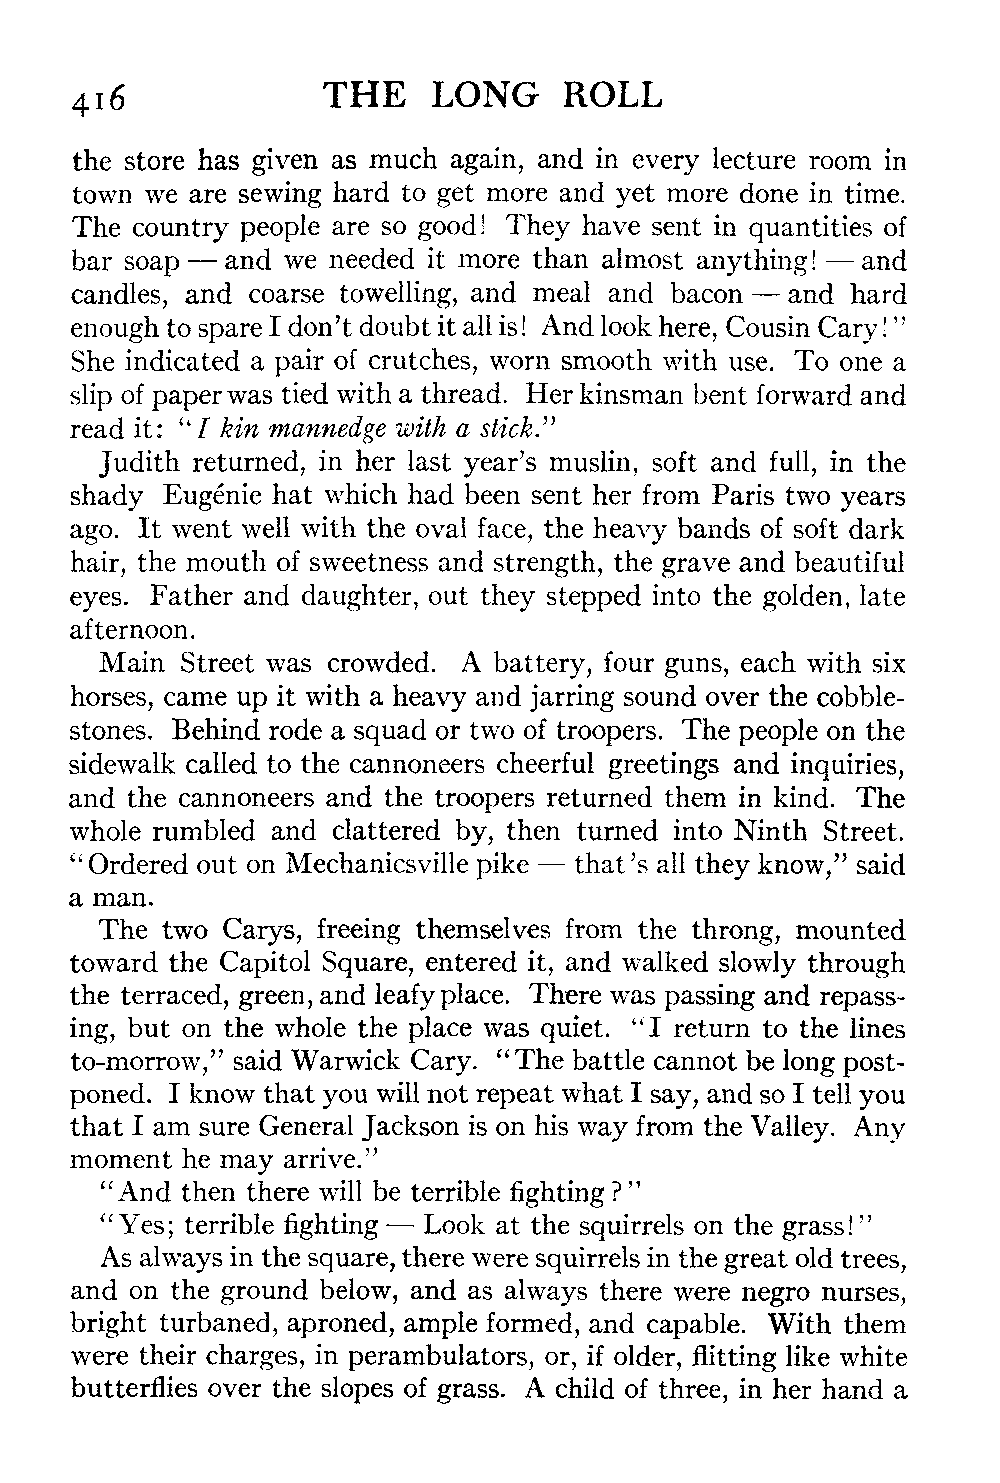 416 THE LONG ROLL
the store has given as much again, and in every lecture room in
town we are sewing hard to get more and yet more done in time.
The country people are so good! They have sent in quantities of
bar soap — and we needed it more than almost anything! — and
candles, and coarse towelling, and meal and bacon — and hard
enough to spare I don't doubt it all is! And look here, Cousin Cary!"
She indicated a pair of crutches, worn smooth with use. To one a
slip of paper was tied with a thread. Her kinsman bent forward and
read it: "I kin mannedge with a stick."
Judith returned, in her last year's muslin, soft and full, in the
shady Eugénie hat which had been sent her from Paris two years
ago. It went well with the oval face, the heavy bands of soft dark
hair, the mouth of sweetness and strength, the grave and beautiful
eyes. Father and daughter, out they stepped into the golden, late
afternoon.
Main Street was crowded. A battery, four guns, each with six
horses, came up it with a heavy and jarring sound over the cobble-
stones. Behind rode a squad or two of troopers. The people on the
sidewalk called to the cannoneers cheerful greetings and inquiries,
and the cannoneers and the troopers returned them in kind. The
whole rumbled and clattered by, then turned into Ninth Street.
"Ordered out on Mechanicsville pike — that's all they know," said
a man.
The two Carys, freeing themselves from the throng, mounted
toward the Capitol Square, entered it, and walked slowly through
the terraced, green, and leafy place. There was passing and repass-
ing, but on the whole the place was quiet. "I return to the lines
to-morrow," said Warwick Cary. "The battle cannot be long post-
poned. I know that you will not repeat what I say, and so I tell you
that I am sure General Jackson is on his way from the Valley. Any
moment he may arrive."
"And then there will be terrible fighting?"
"Yes; terrible fighting — Look at the squirrels on the grass!"
As always in the square, there were squirrels in the great old trees,
and on the ground below, and as always there were negro nurses,
bright turbaned, aproned, ample formed, and capable. With them
were their charges, in perambulators, or, if older, flitting like white
butterflies over the slopes of grass. A child of three, in her hand a